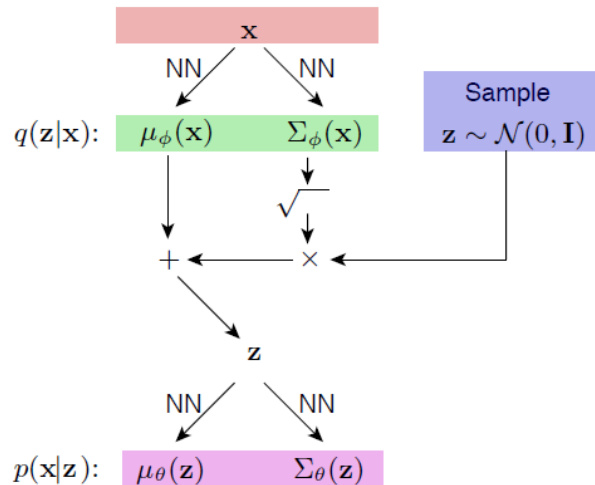 x
NN NN
Sample
q(z|x): μ_ϕ(x) Σ_ϕ(x) z ∼ 𝒩(0, I)
√
+ ×
z
NN NN
p(x|z): μ_θ(z) Σ_θ(z)